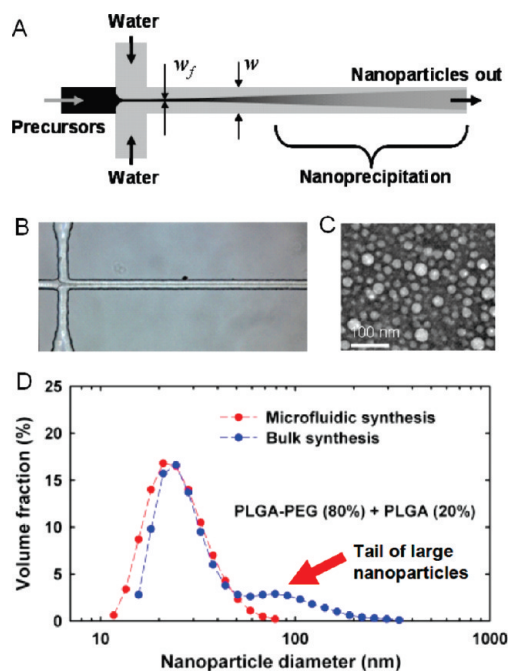 A
Water
w_f
w
Nanoparticles out
Precursors
Water
Nanoprecipitation
B
C
100 nm
D
25
20
15
10
5
0
Volume fraction (%)
Microfluidic synthesis
Bulk synthesis
PLGA-PEG (80%) + PLGA (20%)
Tail of large
nanoparticles
10
100
1000
Nanoparticle diameter (nm)